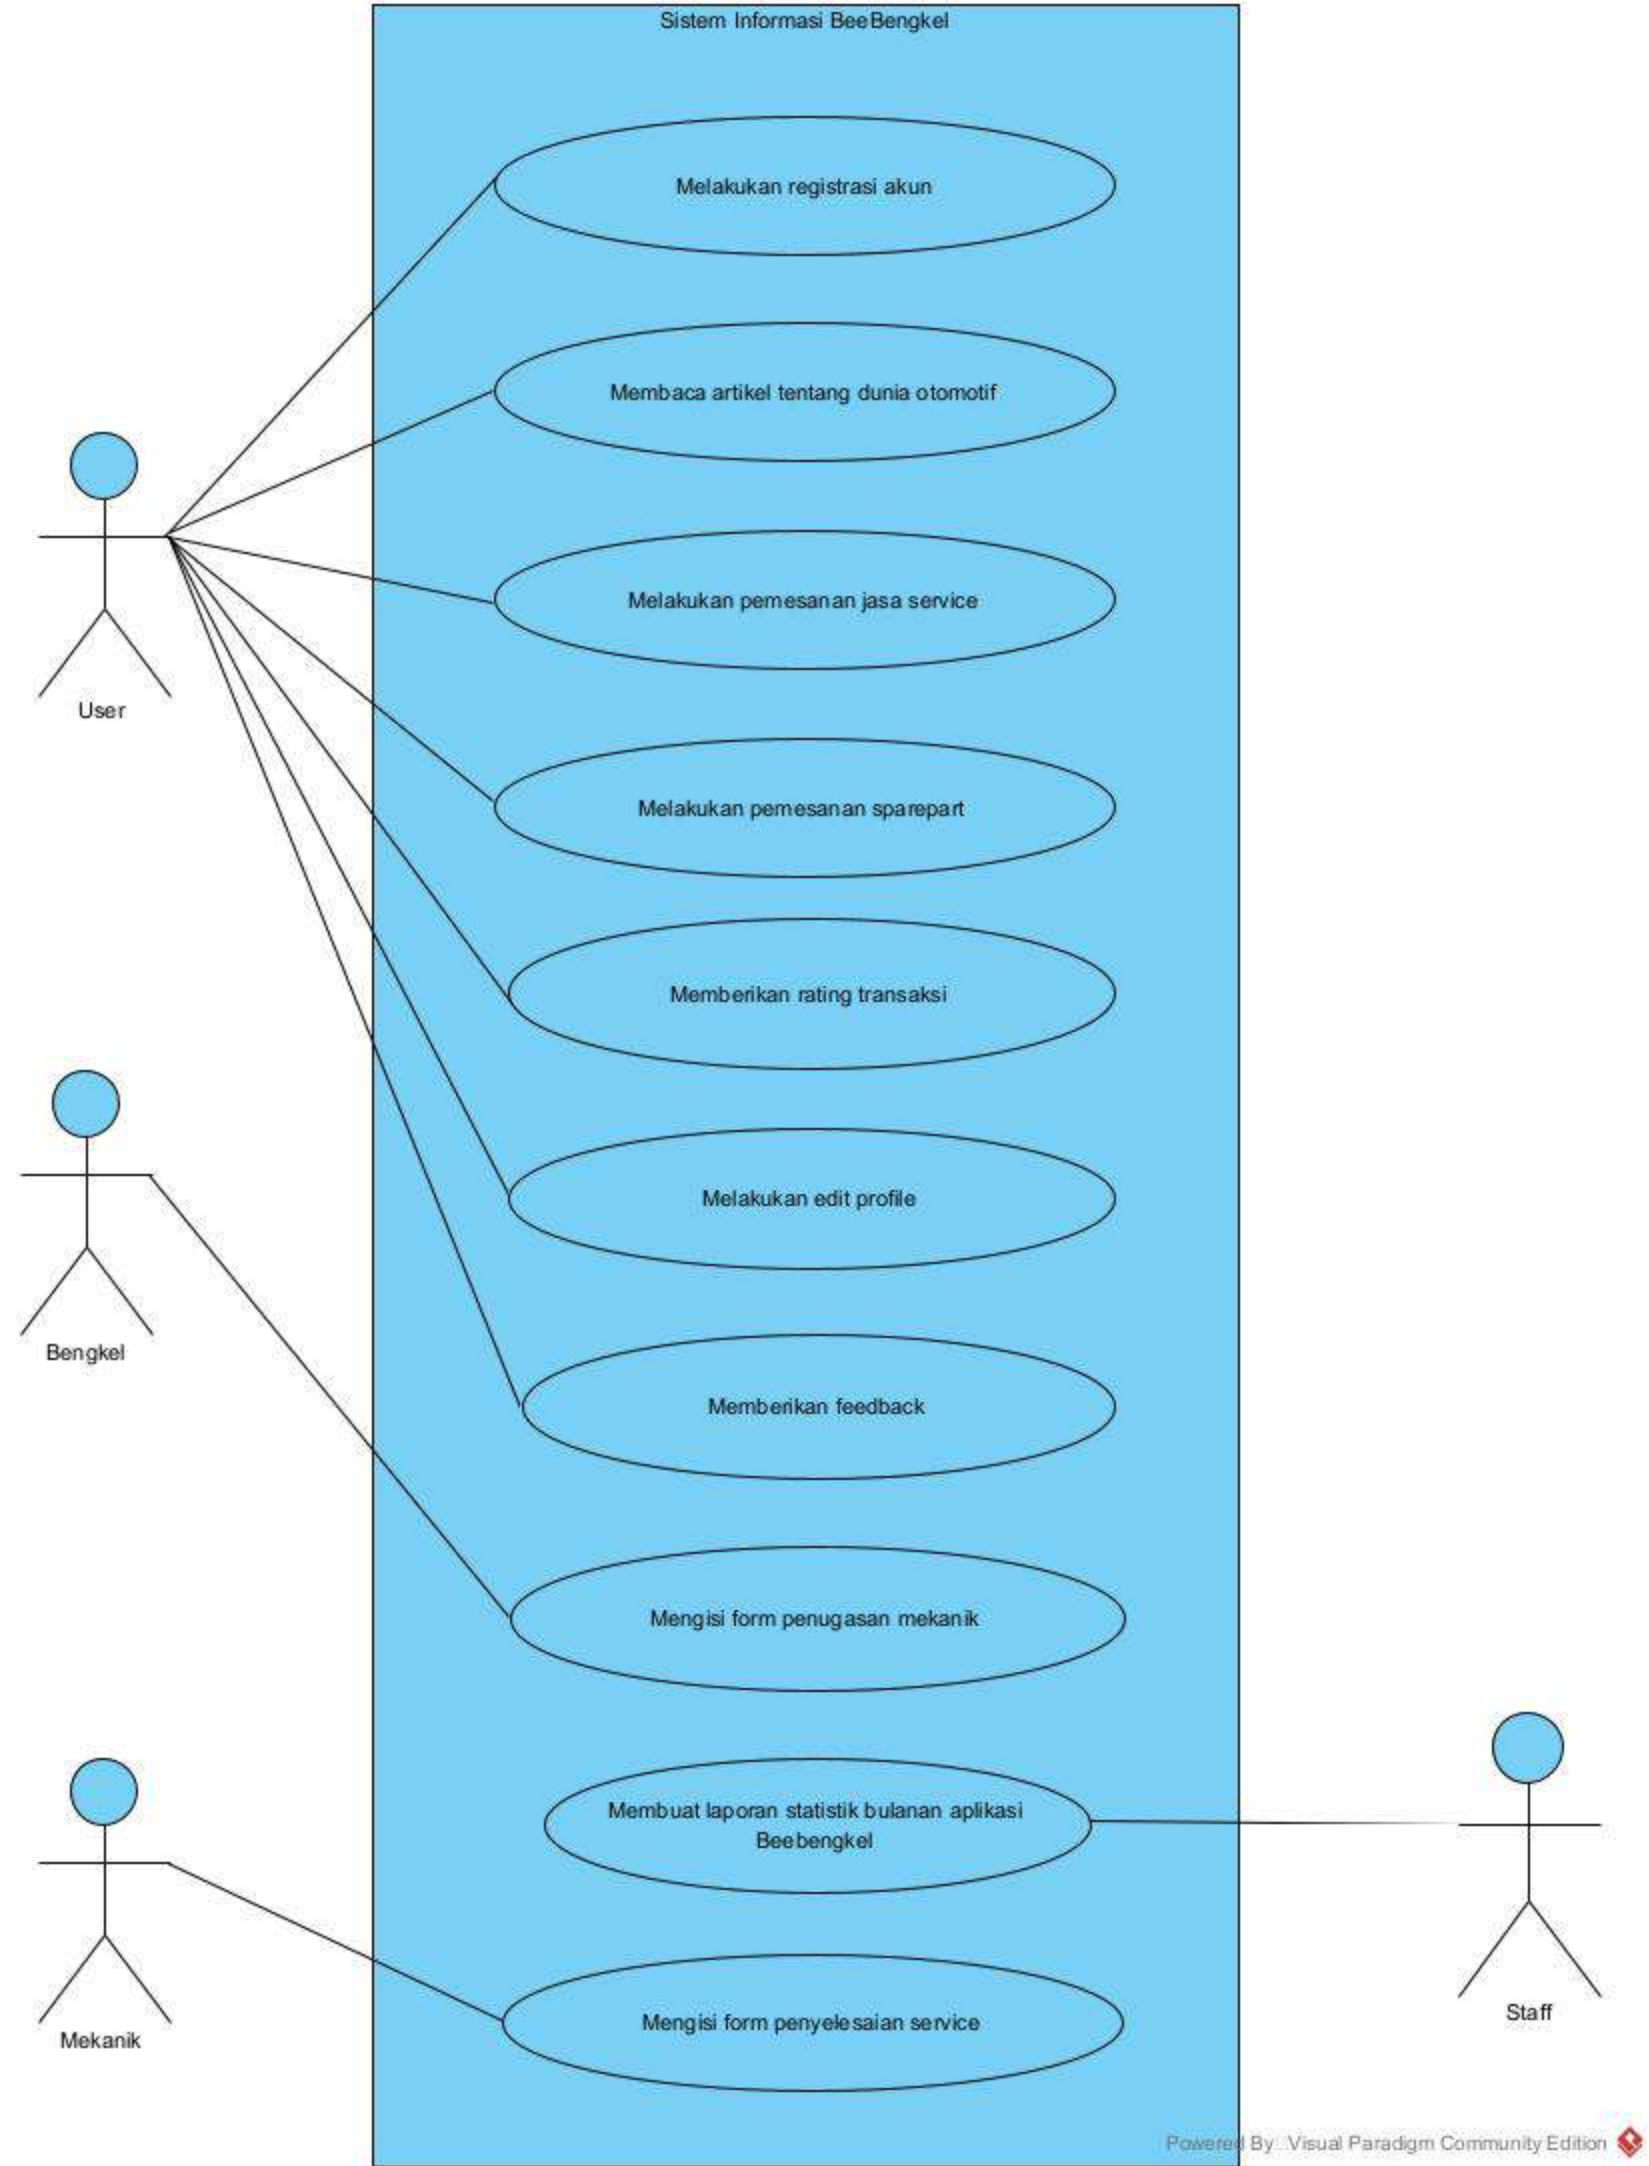 Sistem Informasi BeeBengkel
Melakukan registrasi akun
Membaca artikel tentang dunia otomotif
Melakukan pemesanan jasa service
User
Melakukan pemesanan sparepart
Memberikan rating transaksi
Melakukan edit profile
Bengkel
Memberikan feedback
Mengisi form penugasan mekanik
Membuat laporan statistik bulanan aplikasi
Beebengkel
Staff
Mekanik
Mengisi form penyelesaian service
Powered By Visual Paradigm Community Edition